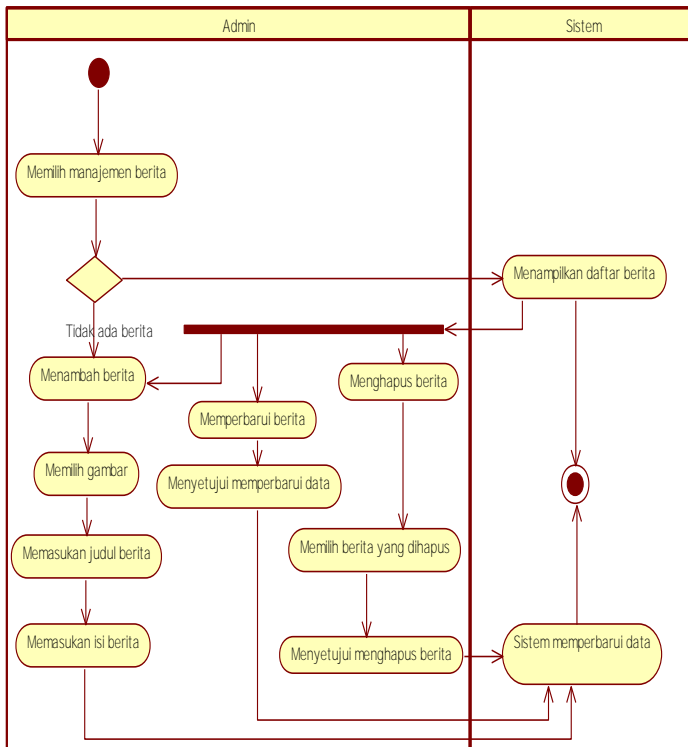 Admin
Sistem
Memilih manajemen berita
Menampilkan daftar berita
Tidak ada berita
Menambah berita
Menghapus berita
Memperbarui berita
Memilih gambar
Menyetujui memperbarui data
Memasukan judul berita
Memilih berita yang dihapus
Memasukan isi berita
Menyetujui menghapus berita
Sistem memperbarui data